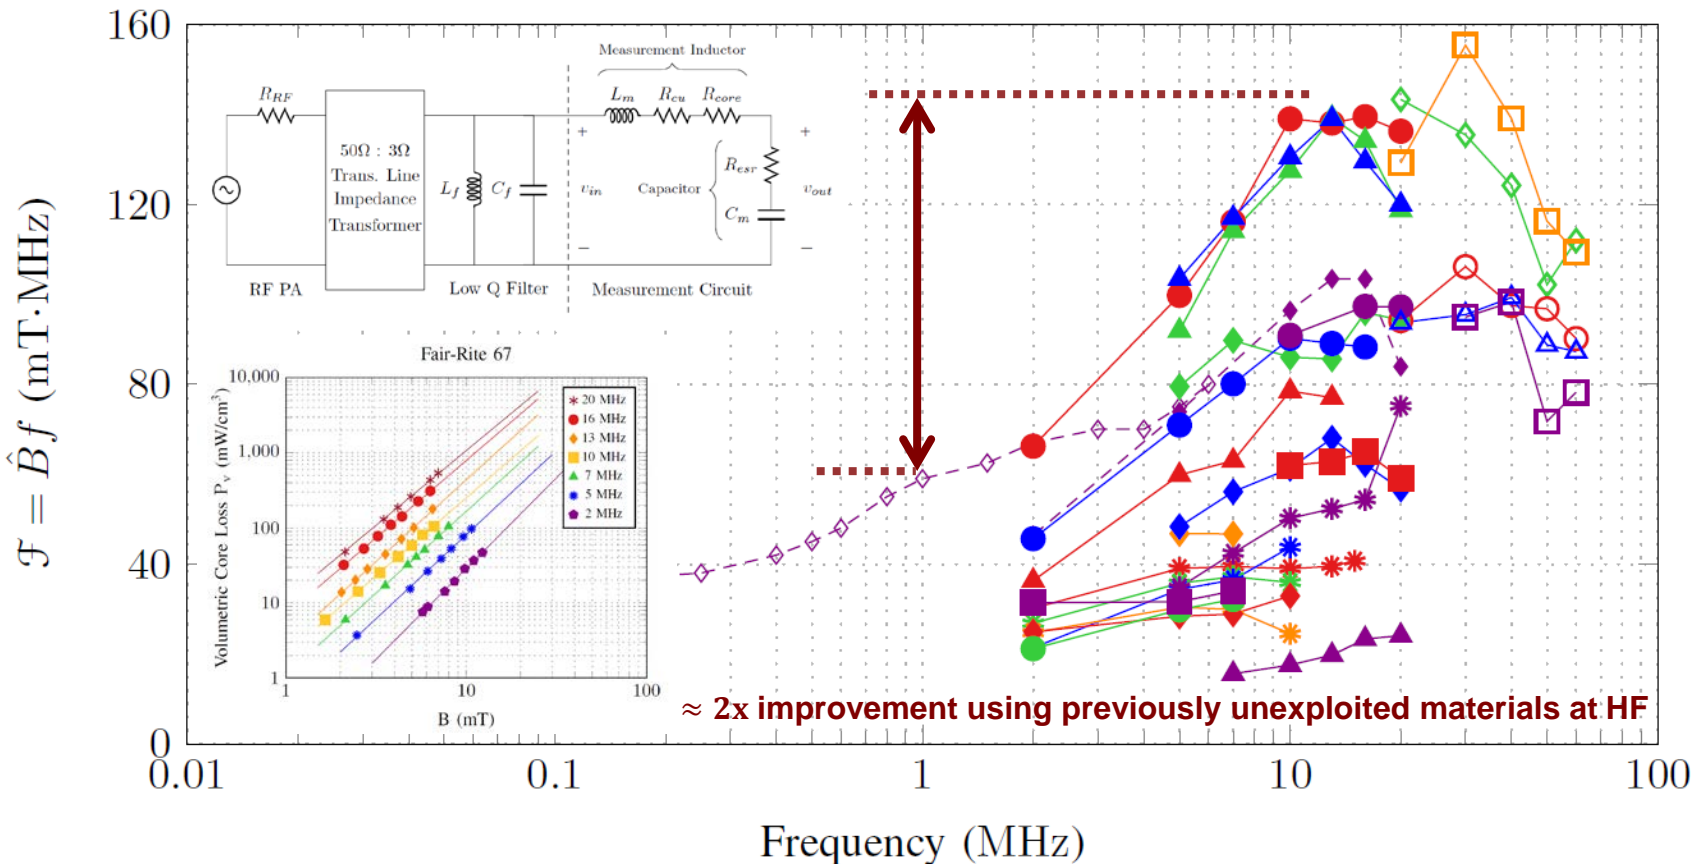 160
120
80
40
0
ℱ = B̂f (mT·MHz)
0.01
0.1
1
10
100
Frequency (MHz)
Measurement Inductor
R_RF
L_m
R_cu
R_core
50Ω : 3Ω
Trans. Line
Impedance
Transformer
L_f
C_f
+
v_in
−
Capacitor
R_esr
C_m
+
v_out
−
RF PA
Low Q Filter
Measurement Circuit
Fair-Rite 67
Volumetric Core Loss P_v (mW/cm³)
10,000
1,000
100
10
1
1
10
100
B (mT)
20 MHz
16 MHz
13 MHz
10 MHz
7 MHz
5 MHz
2 MHz
≈ 2x improvement using previously unexploited materials at HF